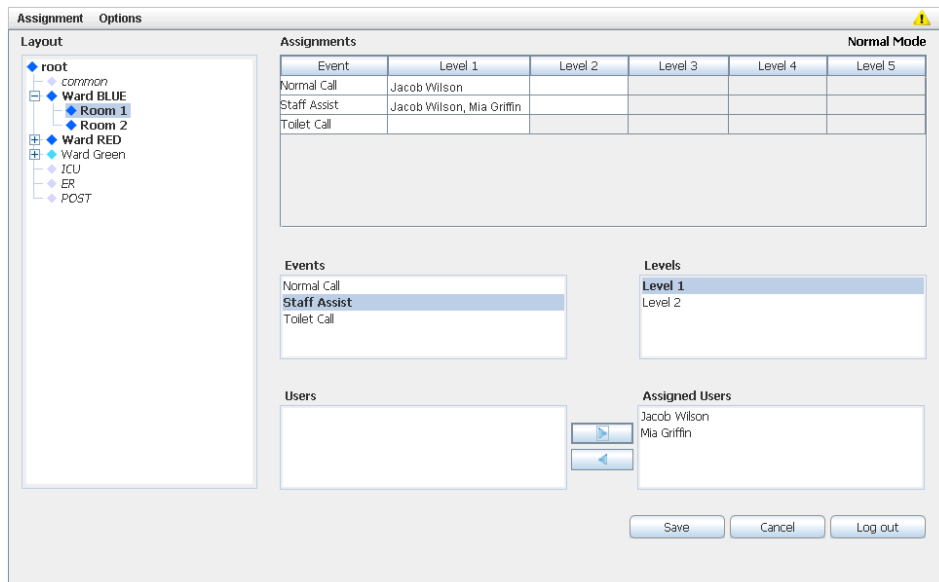 Assignment Options
Layout
Assignments
Normal Mode
root
common
Ward BLUE
Room 1
Room 2
Ward RED
Ward Green
ICU
ER
POST
Event Level 1 Level 2 Level 3 Level 4 Level 5
Normal Call Jacob Wilson
Staff Assist Jacob Wilson, Mia Griffin
Toilet Call
Events
Normal Call
Staff Assist
Toilet Call
Levels
Level 1
Level 2
Users
Assigned Users
Jacob Wilson
Mia Griffin
Save Cancel Log out